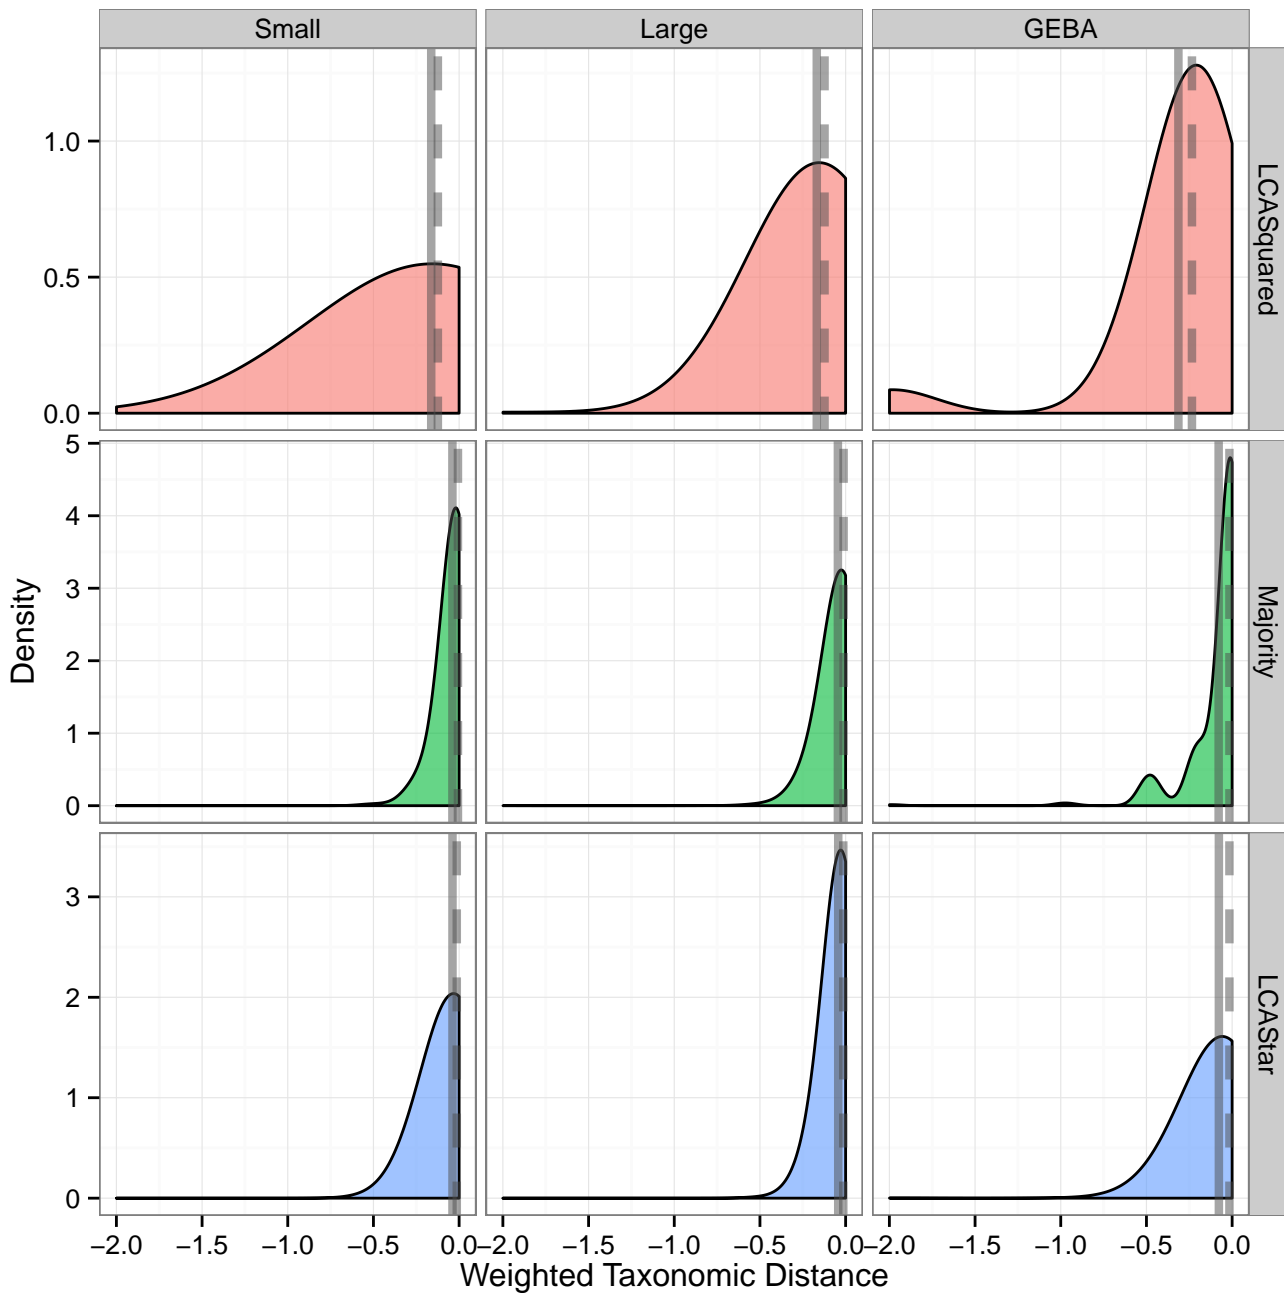 Small Large GEBA
1.0
0.5
0.0
LCASquared
5
4
3
2
1
0
Majority
Density
3
2
1
0
LCAStar
−2.0 −1.5 −1.0 −0.5 0.0 −2.0 −1.5 −1.0 −0.5 0.0 −2.0 −1.5 −1.0 −0.5 0.0
Weighted Taxonomic Distance